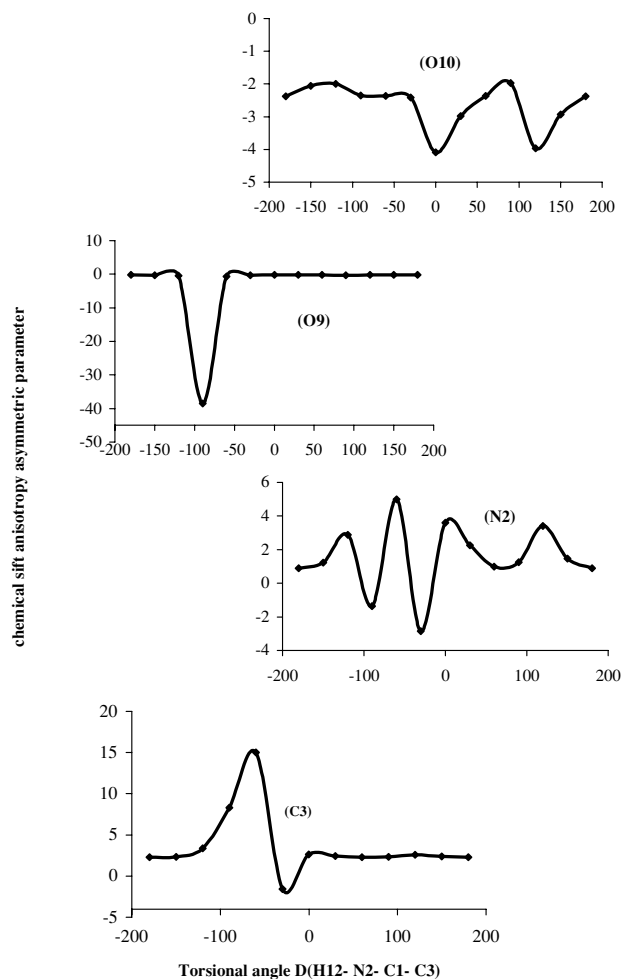 0
-1
-2
-3
-4
-5
(O10)
-200 -150 -100 -50 0 50 100 150 200
10
0
-10
-20
-30
-40
-50
(O9)
-200 -150 -100 -50 0 50 100 150 200
6
4
2
0
-2
-4
(N2)
-200 -100 0 100 200
20
15
10
5
0
-5
(C3)
-200 -100 0 100 200
chemical sift anisotropy asymmetric parameter
Torsional angle D(H12- N2- C1- C3)